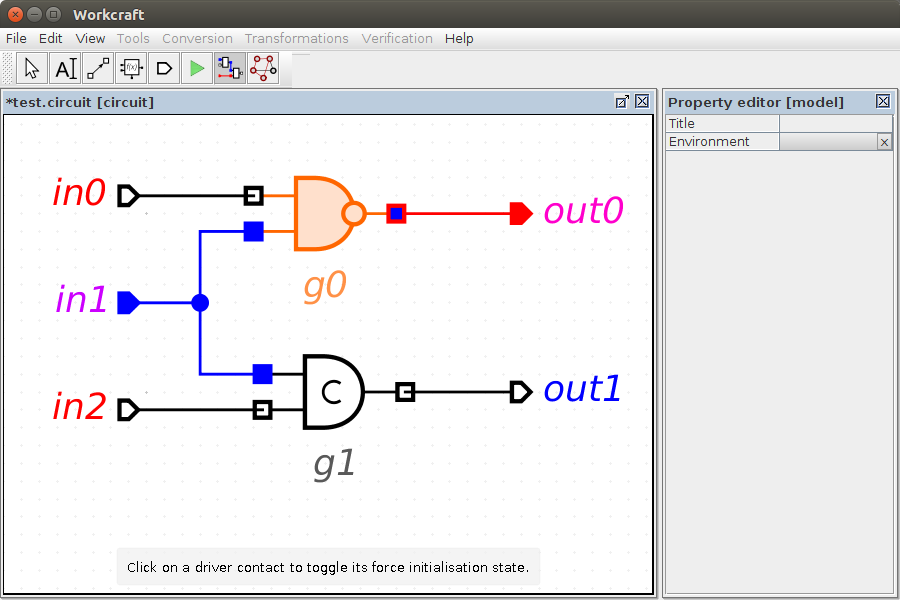 Workcraft
File Edit View Tools Conversion Transformations Verification Help
A f(x)
*test.circuit [circuit]
Property editor [model]
Title
Environment
in0
out0
g0
in1
C
out1
in2
g1
Click on a driver contact to toggle its force initialisation state.